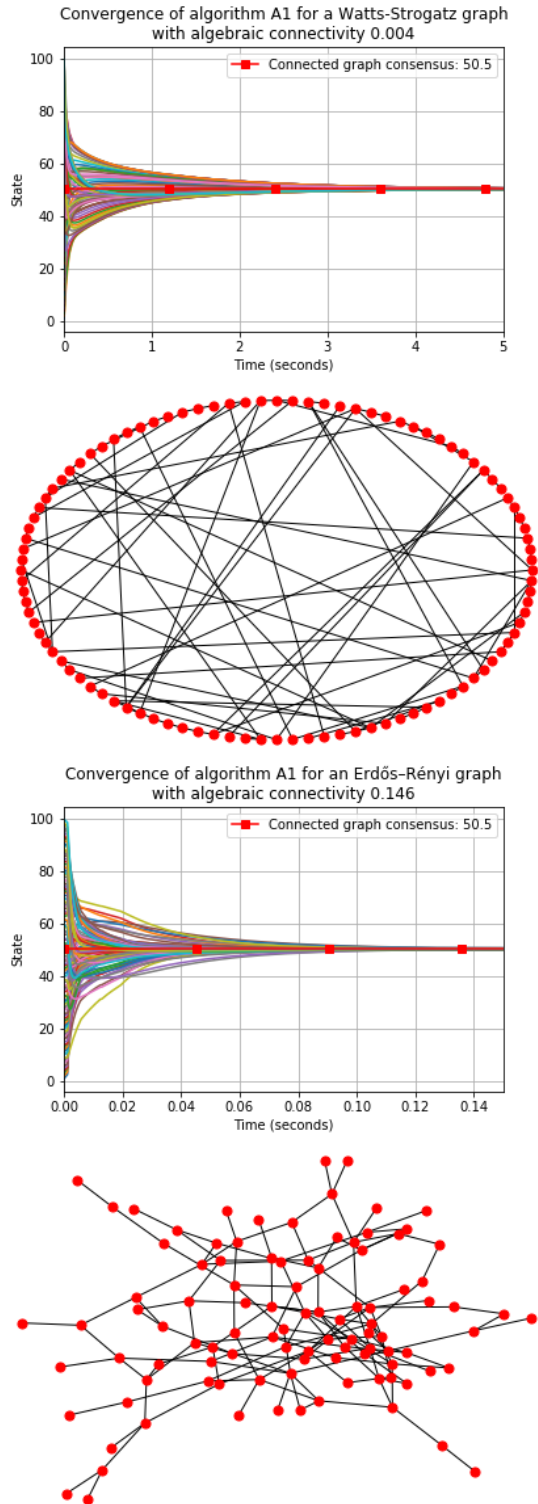 Convergence of algorithm A1 for a Watts-Strogatz graph
with algebraic connectivity 0.004
100
80
60
40
20
0
State
Connected graph consensus: 50.5
0 1 2 3 4 5
Time (seconds)
Convergence of algorithm A1 for an Erdős–Rényi graph
with algebraic connectivity 0.146
100
80
60
40
20
0
State
Connected graph consensus: 50.5
0.00 0.02 0.04 0.06 0.08 0.10 0.12 0.14
Time (seconds)